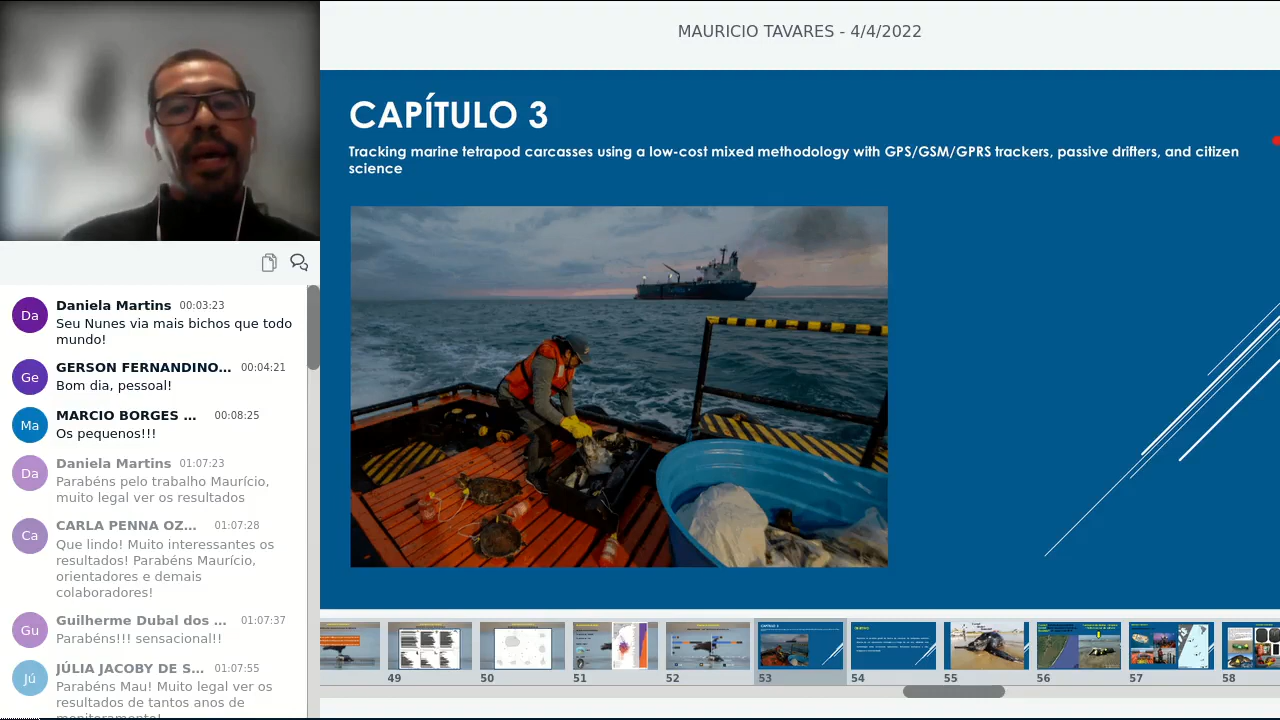 MAURICIO TAVARES - 4/4/2022
CAPÍTULO 3
Tracking marine tetrapod carcasses using a low-cost mixed methodology with GPS/GSM/GPRS trackers, passive drifters, and citizen
science
Da
Daniela Martins 00:03:23
Seu Nunes via mais bichos que todo
mundo!
Ge
GERSON FERNANDINO... 00:04:21
Bom dia, pessoal!
Ma
MARCIO BORGES ... 00:08:25
Os pequenos!!!
Da
Daniela Martins 01:07:23
Parabéns pelo trabalho Maurício,
muito legal ver os resultados
Ca
CARLA PENNA OZ... 01:07:28
Que lindo! Muito interessantes os
resultados! Parabéns Maurício,
orientadores e demais
colaboradores!
Gu
Guilherme Dubal dos ... 01:07:37
Parabéns!!! sensacional!!
Jú
JÚLIA JACOBY DE S... 01:07:55
Parabéns Mau! Muito legal ver os
resultados de tantos anos de
monitoramento!
49
50
51
52
53
54
55
56
57
58